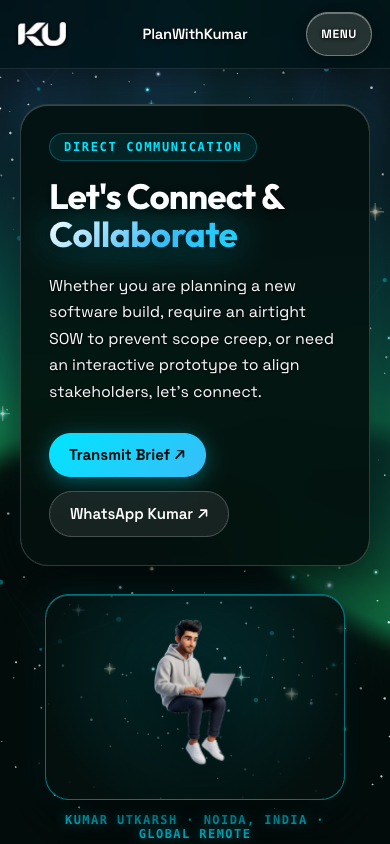 KU
PlanWithKumar
MENU
DIRECT COMMUNICATION
Let's Connect &
Collaborate
Whether you are planning a new
software build, require an airtight
SOW to prevent scope creep, or need
an interactive prototype to align
stakeholders, let's connect.
Transmit Brief ↗
WhatsApp Kumar ↗
KUMAR UTKARSH · NOIDA, INDIA ·
GLOBAL REMOTE